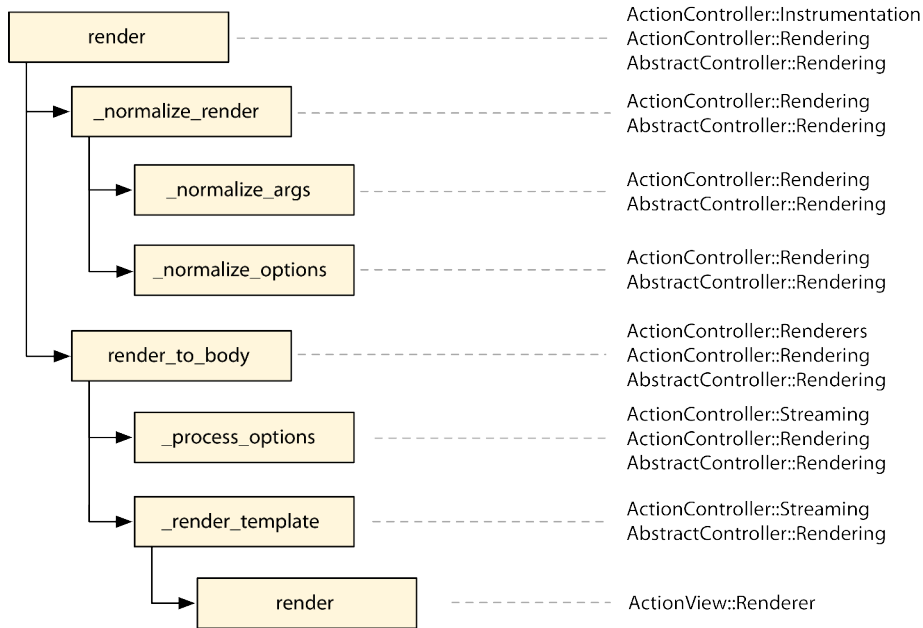 render
ActionController::Instrumentation
ActionController::Rendering
AbstractController::Rendering
_normalize_render
ActionController::Rendering
AbstractController::Rendering
_normalize_args
ActionController::Rendering
AbstractController::Rendering
_normalize_options
ActionController::Rendering
AbstractController::Rendering
render_to_body
ActionController::Renderers
ActionController::Rendering
AbstractController::Rendering
_process_options
ActionController::Streaming
ActionController::Rendering
AbstractController::Rendering
_render_template
ActionController::Streaming
AbstractController::Rendering
render
ActionView::Renderer